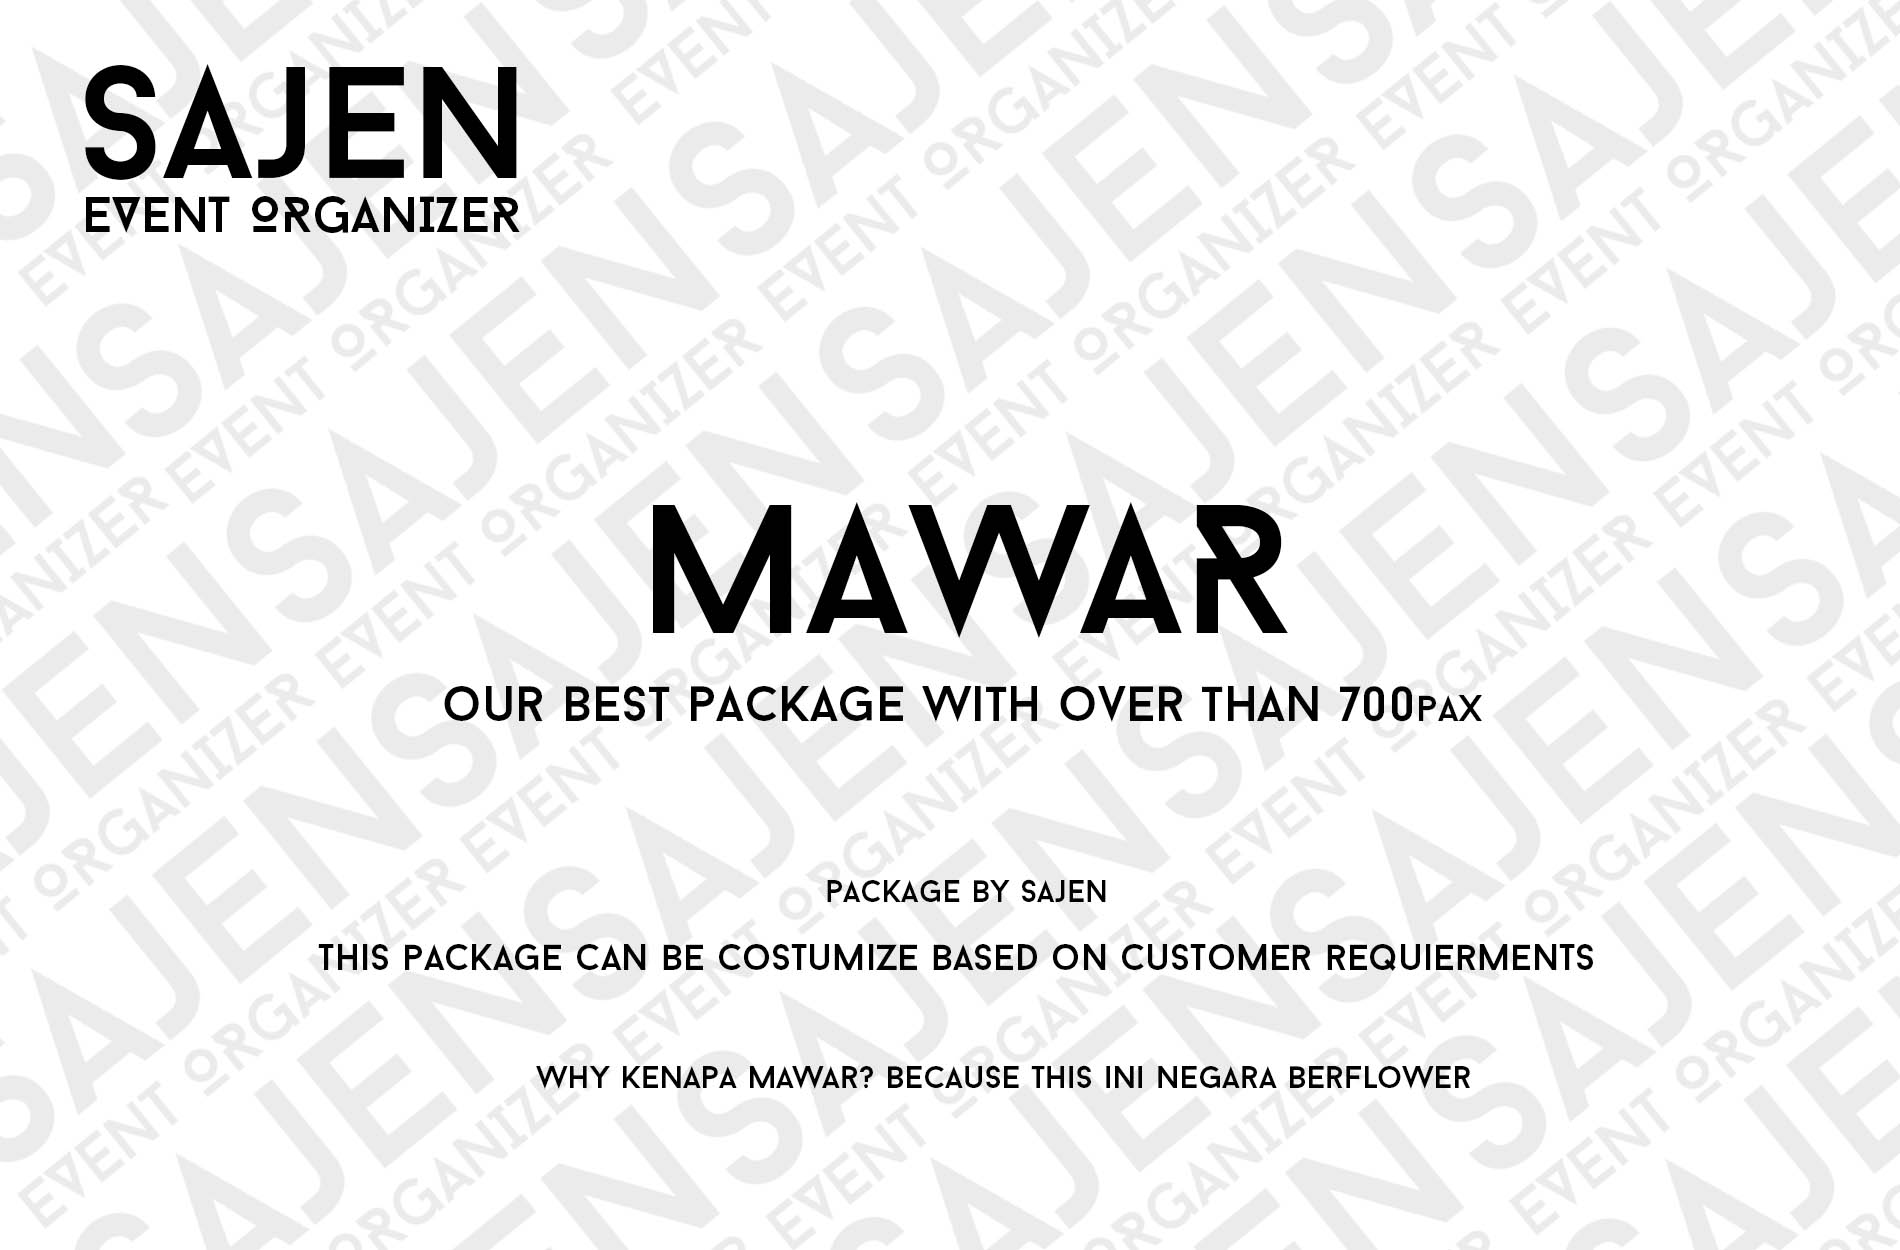 SAJEN
EVENT ORGANIZER
MAWAR
OUR BEST PACKAGE WITH OVER THAN 700PAX
PACKAGE BY SAJEN
THIS PACKAGE CAN BE COSTUMIZE BASED ON CUSTOMER REQUIERMENTS
WHY KENAPA MAWAR? BECAUSE THIS INI NEGARA BERFLOWER